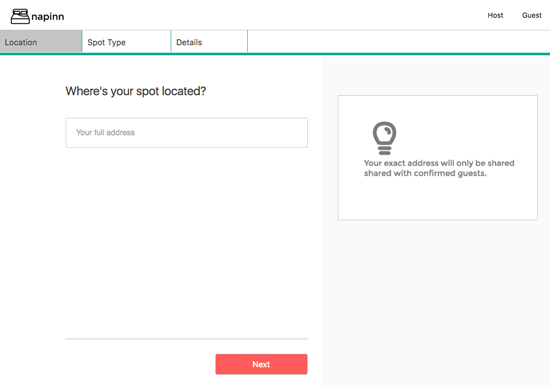 napinn
Host
Guest
Location
Spot Type
Details
Where's your spot located?
Your full address
Your exact address will only be shared
shared with confirmed guests.
Next